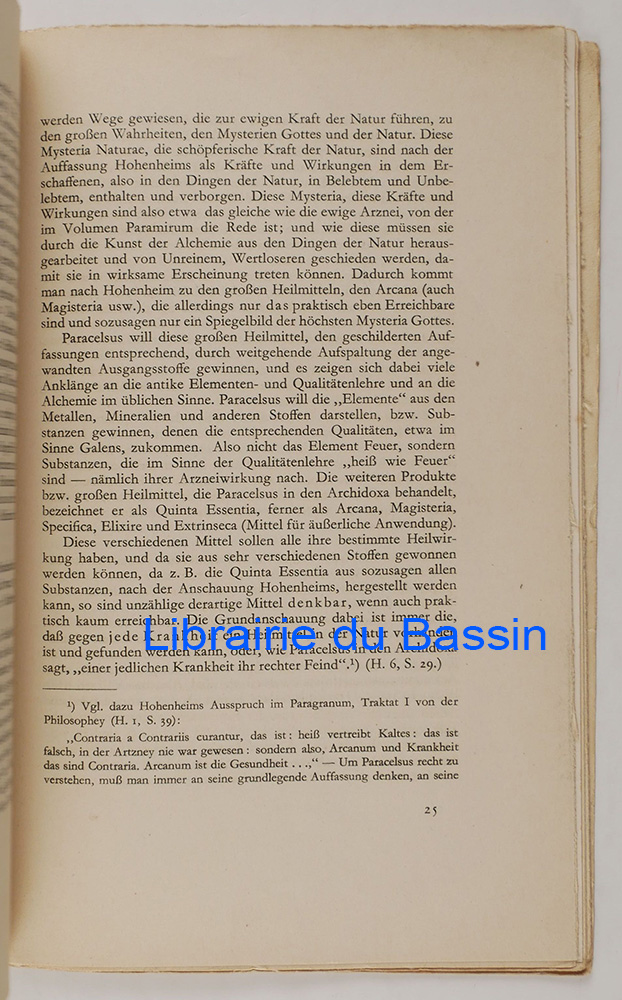 werden Wege gewiesen, die zur ewigen Kraft der Natur führen, zu
den großen Wahrheiten, den Mysterien Gottes und der Natur. Diese
Mysteria Naturae, die schöpferische Kraft der Natur, sind nach der
Auffassung Hohenheims als Kräfte und Wirkungen in dem Er-
schaffenen, also in den Dingen der Natur, in Belebtem und Unbe-
lebtem, enthalten und verborgen. Diese Mysteria, diese Kräfte und
Wirkungen sind also etwa das gleiche wie die ewige Arznei, von der
im Volumen Paramirum die Rede ist; und wie diese müssen sie
durch die Kunst der Alchemie aus den Dingen der Natur heraus-
gearbeitet und von Unreinem, Wertloserem geschieden werden, da-
mit sie in wirksame Erscheinung treten können. Dadurch kommt
man nach Hohenheim zu den großen Heilmitteln, den Arcana (auch
Magisteria usw.), die allerdings nur das praktisch eben Erreichbare
sind und sozusagen nur ein Spiegelbild der höchsten Mysteria Gottes.
Paracelsus will diese großen Heilmittel, den geschilderten Auf-
fassungen entsprechend, durch weitgehende Aufspaltung der ange-
wandten Ausgangsstoffe gewinnen, und es zeigen sich dabei viele
Anklänge an die antike Elementen- und Qualitätenlehre und an die
Alchemie im üblichen Sinne. Paracelsus will die „Elemente“ aus den
Metallen, Mineralien und anderen Stoffen darstellen, bzw. Sub-
stanzen gewinnen, denen die entsprechenden Qualitäten, etwa im
Sinne Galens, zukommen. Also nicht das Element Feuer, sondern
Substanzen, die im Sinne der Qualitätenlehre „heiß wie Feuer“
sind — nämlich ihrer Arzneiwirkung nach. Die weiteren Produkte
bzw. großen Heilmittel, die Paracelsus in den Archidoxa behandelt,
bezeichnet er als Quinta Essentia, ferner als Arcana, Magisteria,
Specifica, Elixire und Extrinseca (Mittel für äußerliche Anwendung).
Diese verschiedenen Mittel sollen alle ihre bestimmte Heilwir-
kung haben, und da sie aus sehr verschiedenen Stoffen gewonnen
werden können, da z. B. die Quinta Essentia aus sozusagen allen
Substanzen, nach der Anschauung Hohenheims, hergestellt werden
kann, so sind unzählige derartige Mittel denkbar, wenn auch prak-
tisch kaum erreichbar. Die Grundanschauung dabei ist immer die,
daß gegen jede Krankheit ein Heilmittel in der Natur vorhanden
ist und gefunden werden kann, oder, wie Paracelsus in den Archidoxa
sagt, „einer jedlichen Krankheit ihr rechter Feind“.¹) (H. 6, S. 29.)
Librairie du Bassin
¹) Vgl. dazu Hohenheims Ausspruch im Paragranum, Traktat I von der
Philosophey (H. 1, S. 39):
„Contraria a Contrariis curantur, das ist: heiß vertreibt Kaltes: das ist
falsch, in der Artzney nie war gewesen: sondern also, Arcanum und Krankheit
das sind Contraria. Arcanum ist die Gesundheit . . .,“ — Um Paracelsus recht zu
verstehen, muß man immer an seine grundlegende Auffassung denken, an seine
25